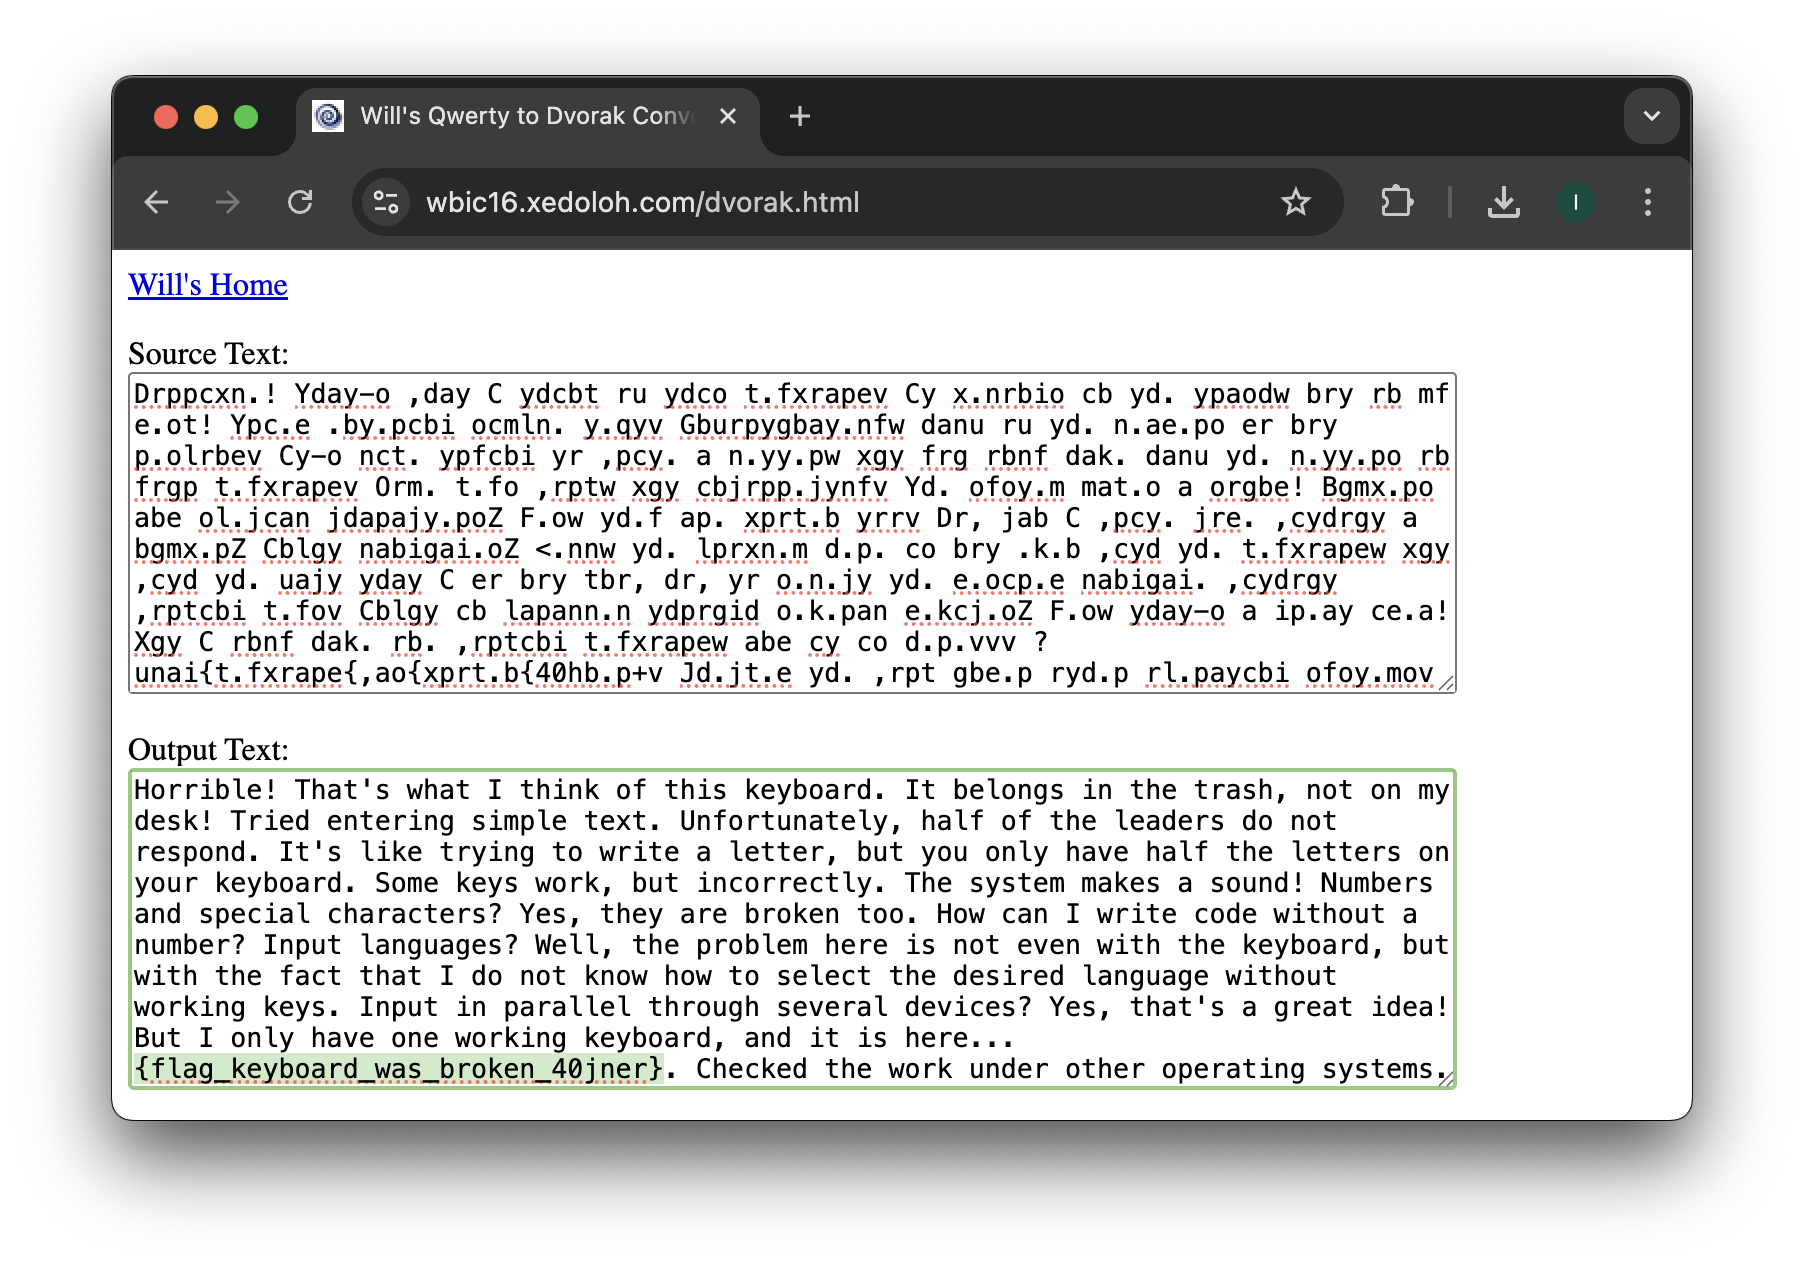 Will's Qwerty to Dvorak Conv
wbic16.xedoloh.com/dvorak.html
I
Will's Home
Source Text:
Drppcxn.! Yday-o ,day C ydcbt ru ydco t.fxrapev Cy x.nrbio cb yd. ypaodw bry rb mf
e.ot! Ypc.e .by.pcbi ocmln. y.qyv Gburpygbay.nfw danu ru yd. n.ae.po er bry
p.olrbev Cy-o nct. ypfcbi yr ,pcy. a n.yy.pw xgy frg rbnf dak. danu yd. n.yy.po rb
frgp t.fxrapev Orm. t.fo ,rptw xgy cbjrpp.jynfv Yd. ofoy.m mat.o a orgbe! Bgmx.po
abe ol.jcan jdapajy.poZ F.ow yd.f ap. xprt.b yrrv Dr, jab C ,pcy. jre. ,cydrgy a
bgmx.pZ Cblgy nabigai.oZ <.nnw yd. lprxn.m d.p. co bry .k.b ,cyd yd. t.fxrapew xgy
,cyd yd. uajy yday C er bry tbr, dr, yr o.n.jy yd. e.ocp.e nabigai. ,cydrgy
,rptcbi t.fov Cblgy cb lapann.n ydprgid o.k.pan e.kcj.oZ F.ow yday-o a ip.ay ce.a!
Xgy C rbnf dak. rb. ,rptcbi t.fxrapew abe cy co d.p.vvv ?
unai{t.fxrape{,ao{xprt.b{40hb.p+v Jd.jt.e yd. ,rpt gbe.p ryd.p rl.paycbi ofoy.mov
Output Text:
Horrible! That's what I think of this keyboard. It belongs in the trash, not on my
desk! Tried entering simple text. Unfortunately, half of the leaders do not
respond. It's like trying to write a letter, but you only have half the letters on
your keyboard. Some keys work, but incorrectly. The system makes a sound! Numbers
and special characters? Yes, they are broken too. How can I write code without a
number? Input languages? Well, the problem here is not even with the keyboard, but
with the fact that I do not know how to select the desired language without
working keys. Input in parallel through several devices? Yes, that's a great idea!
But I only have one working keyboard, and it is here...
{flag_keyboard_was_broken_40jner}. Checked the work under other operating systems.